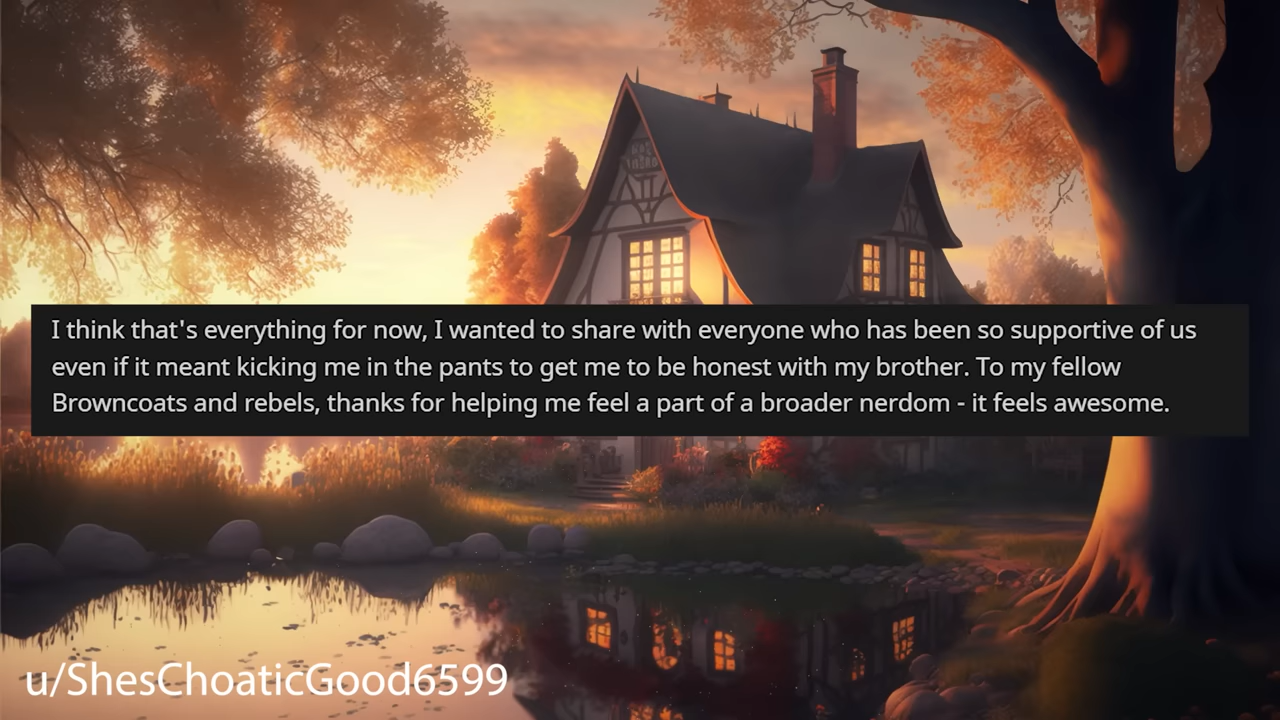 I think that's everything for now, I wanted to share with everyone who has been so supportive of us
even if it meant kicking me in the pants to get me to be honest with my brother. To my fellow
Browncoats and rebels, thanks for helping me feel a part of a broader nerdom - it feels awesome.
u/ShesChoaticGood6599